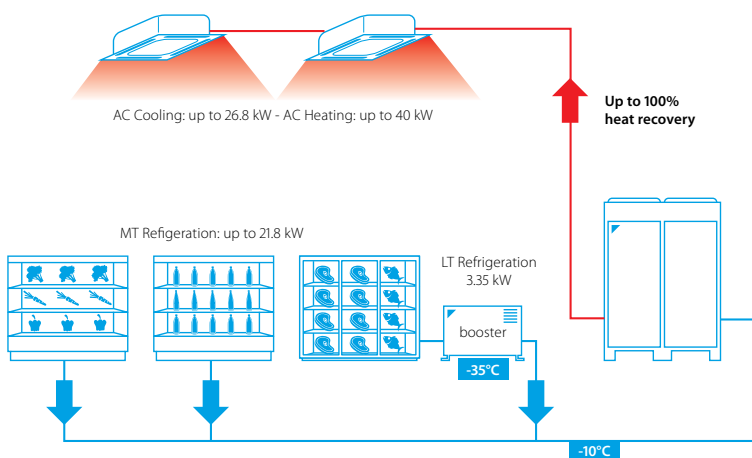 AC Cooling: up to 26.8 kW - AC Heating: up to 40 kW
Up to 100%
heat recovery
MT Refigeration: up to 21.8 kW
LT Refrigeration
3.35 kW
booster
-35°C
-10°C